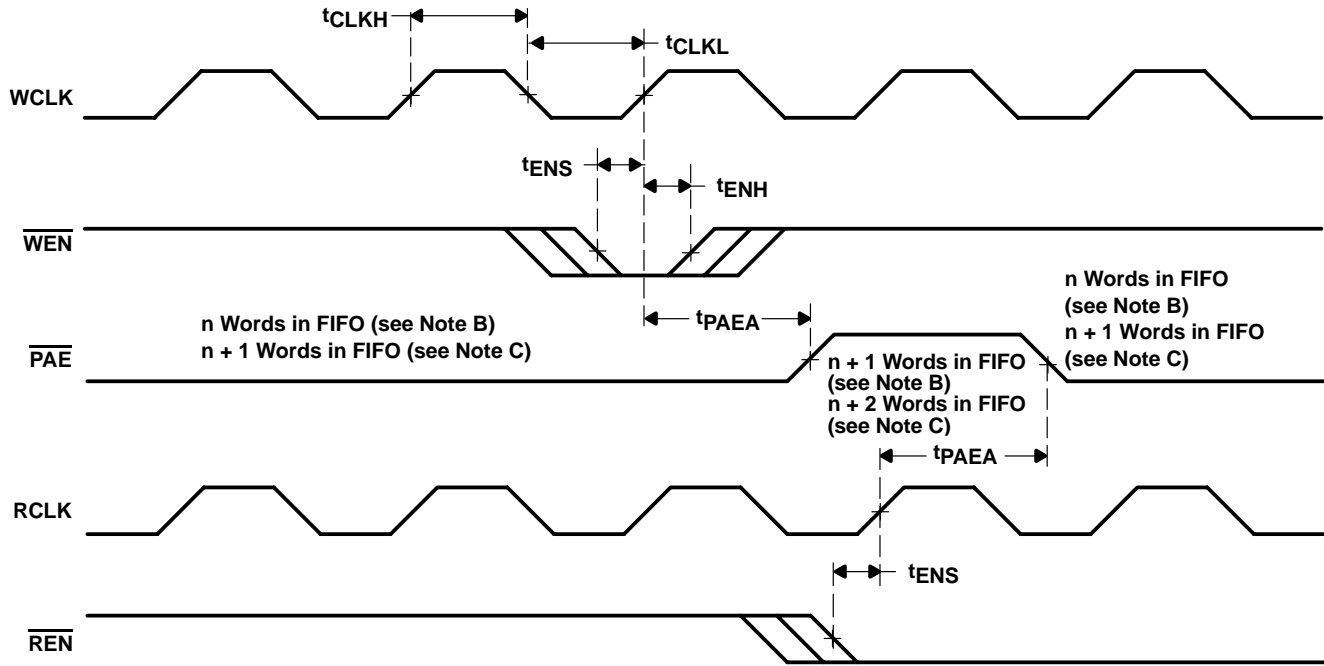 tCLKH
tCLKL
WCLK
tENS
tENH
WEN
n Words in FIFO (see Note B)
n + 1 Words in FIFO (see Note C)
tPAEA
n Words in FIFO
(see Note B)
n + 1 Words in FIFO
(see Note C)
PAE
n + 1 Words in FIFO
(see Note B)
n + 2 Words in FIFO
(see Note C)
tPAEA
RCLK
tENS
REN